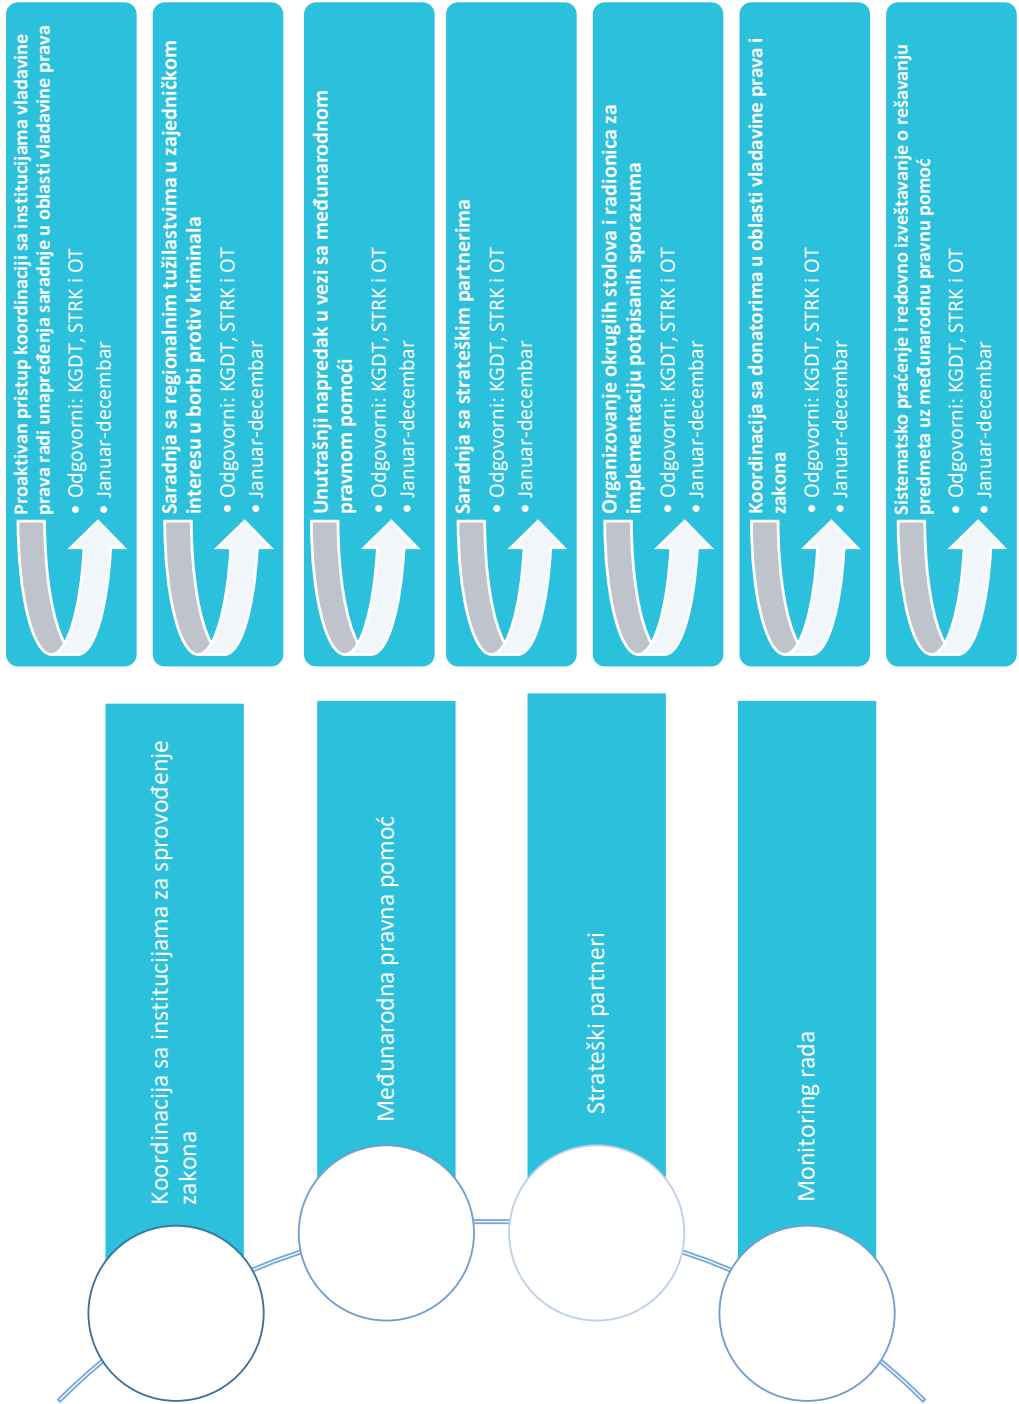 Koordinacija sa institucijama za sprovođenje
zakona
Međunarodna pravna pomoć
Strateški partneri
Monitoring rada
Proaktivan pristup koordinaciji sa institucijama vladavine
prava radi unapređenja saradnje u oblasti vladavine prava
• Odgovorni: KGDT, STRK i OT
• Januar-decembar
Saradnja sa regionalnim tužilastvima u zajedničkom
interesu u borbi protiv kriminala
• Odgovorni: KGDT, STRK i OT
• Januar-decembar
Unutrašnji napredak u vezi sa međunarodnom
pravnom pomoći
• Odgovorni: KGDT, STRK i OT
• Januar-decembar
Saradnja sa strateškim partnerima
• Odgovorni: KGDT, STRK i OT
• Januar-decembar
Organizovanje okruglih stolova i radionica za
implementaciju potpisanih sporazuma
• Odgovorni: KGDT, STRK i OT
• Januar-decembar
Koordinacija sa donatorima u oblasti vladavine prava i
zakona
• Odgovorni: KGDT, STRK i OT
• Januar-decembar
Sistematsko praćenje i redovno izveštavanje o rešavanju
predmeta uz međunarodnu pravnu pomoć
• Odgovorni: KGDT, STRK i OT
• Januar-decembar